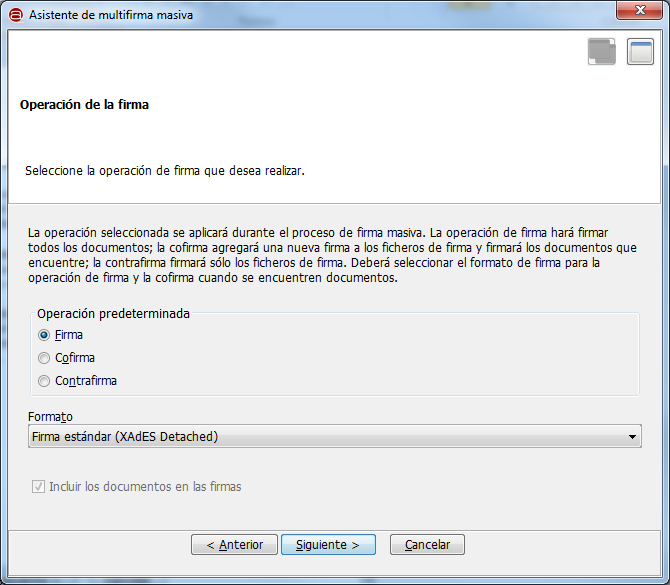 Asistente de multifirma masiva
Operación de la firma
Seleccione la operación de firma que desea realizar.
La operación seleccionada se aplicará durante el proceso de firma masiva. La operación de firma hará firmar
todos los documentos; la cofirma agregará una nueva firma a los ficheros de firma y firmará los documentos que
encuentre; la contrafirma firmará sólo los ficheros de firma. Deberá seleccionar el formato de firma para la
operación de firma y la cofirma cuando se encuentren documentos.
Operación predeterminada
Firma
Cofirma
Contrafirma
Formato
Firma estándar (XAdES Detached)
Incluir los documentos en las firmas
< Anterior Siguiente > Cancelar